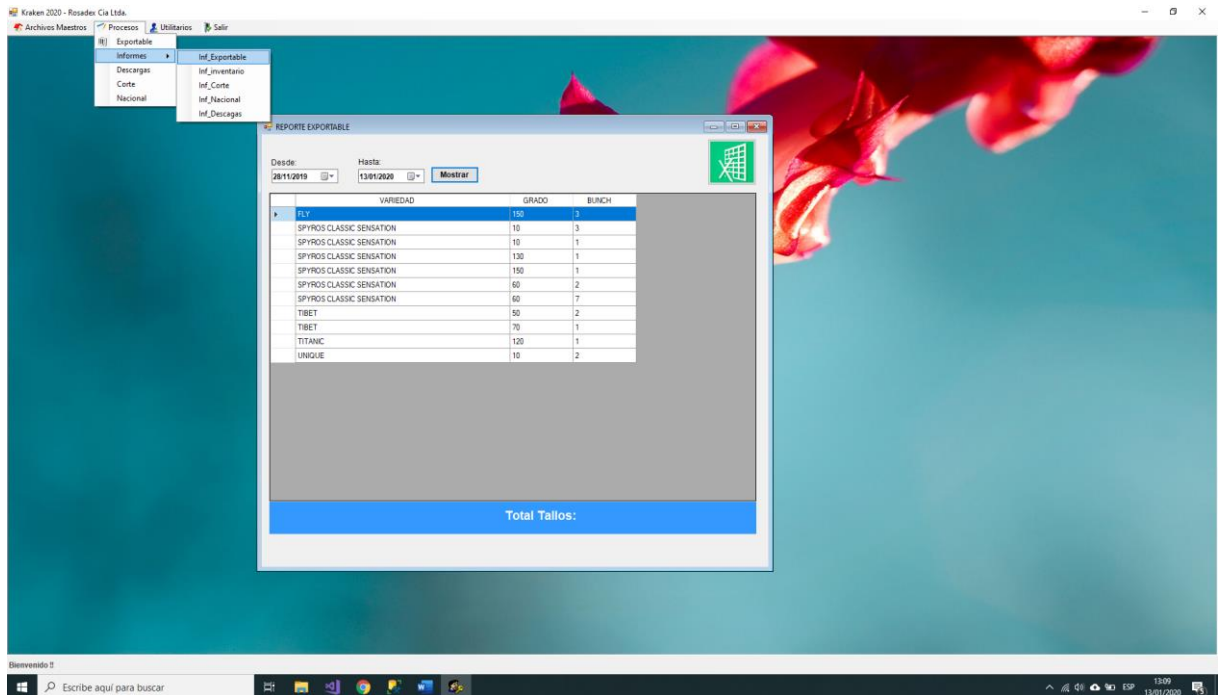 Kraken 2020 - Rosadex Cia Ltda.
Archivos Maestros Procesos Utilitarios Salir
Exportable
Informes
Descargas
Corte
Nacional
Inf_Exportable
Inf_inventario
Inf_Corte
Inf_Nacional
Inf_Descagas
REPORTE EXPORTABLE
Desde: Hasta:
28/11/2019 13/01/2020 Mostrar
VARIEDAD GRADO BUNCH
FLY 150 3
SPYROS CLASSIC SENSATION 10 3
SPYROS CLASSIC SENSATION 10 1
SPYROS CLASSIC SENSATION 130 1
SPYROS CLASSIC SENSATION 150 1
SPYROS CLASSIC SENSATION 60 2
SPYROS CLASSIC SENSATION 60 7
TIBET 50 2
TIBET 70 1
TITANIC 120 1
UNIQUE 10 2
Total Tallos:
Bienvenido !!
Escribe aquí para buscar
ESP
13:09
13/01/2020